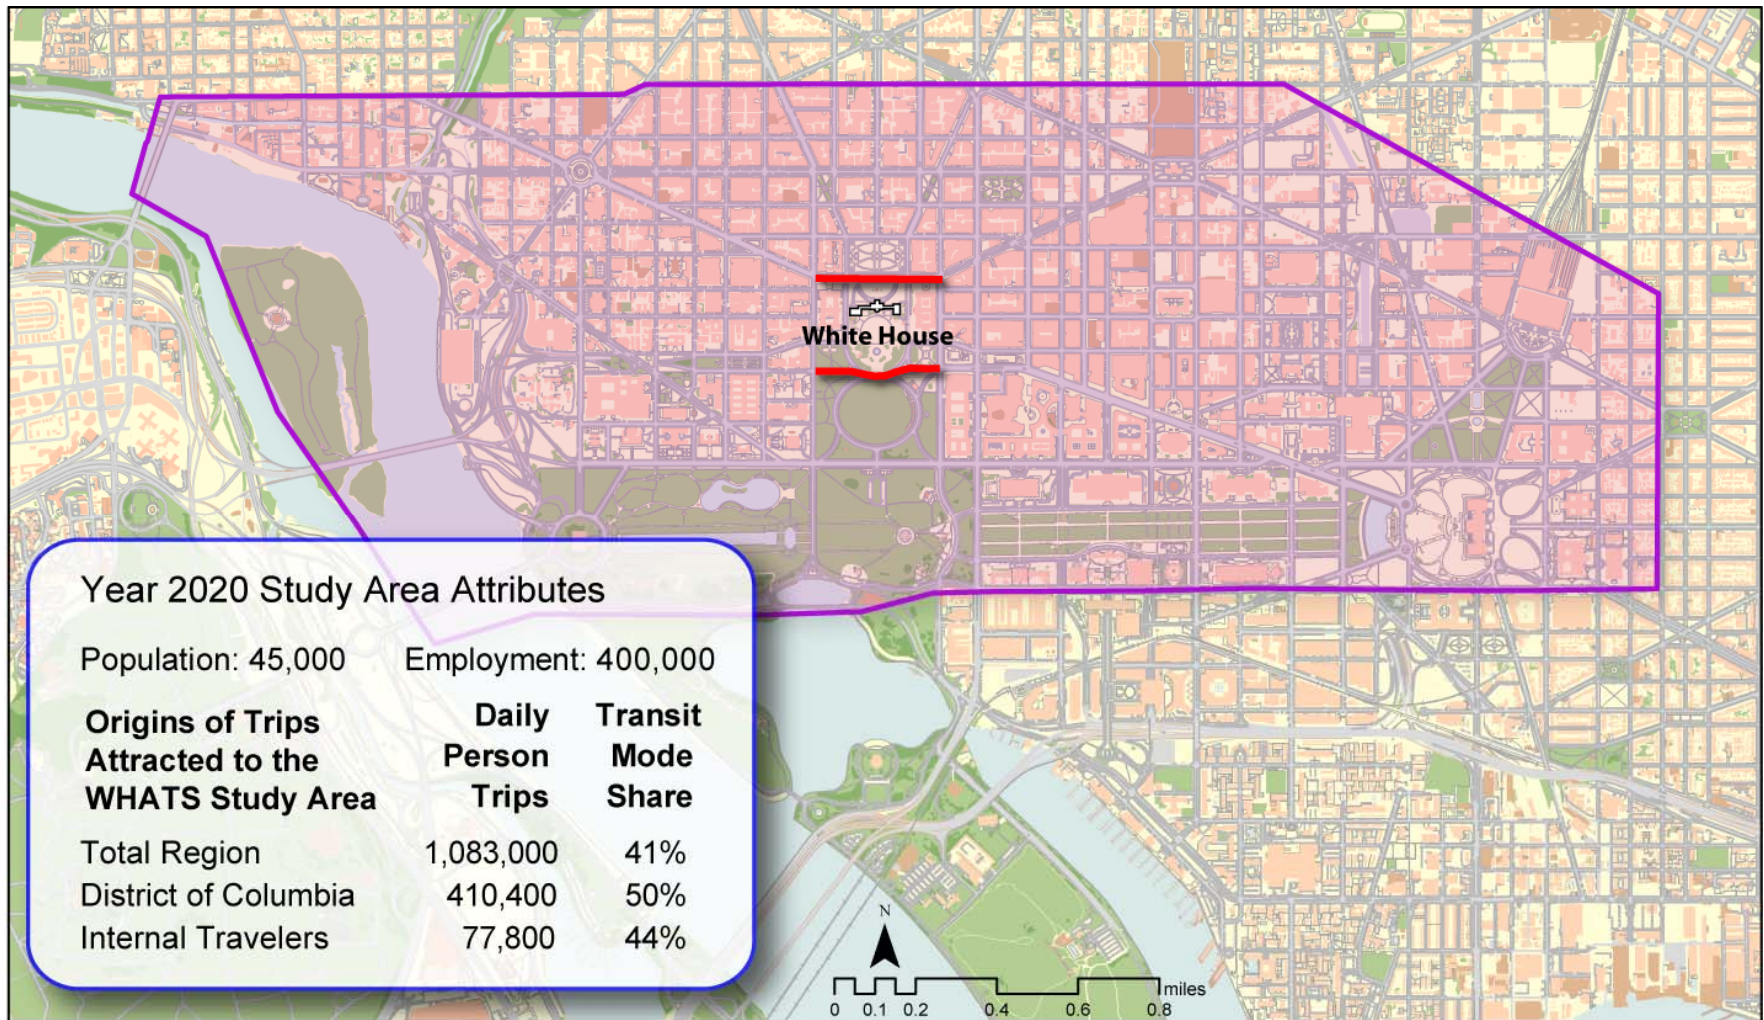 White House
Year 2020 Study Area Attributes
Population: 45,000 Employment: 400,000
Origins of Trips Attracted to the WHATS Study Area
Daily Person Trips
Transit Mode Share
Total Region 1,083,000 41%
District of Columbia 410,400 50%
Internal Travelers 77,800 44%
N
miles
0 0.1 0.2 0.4 0.6 0.8